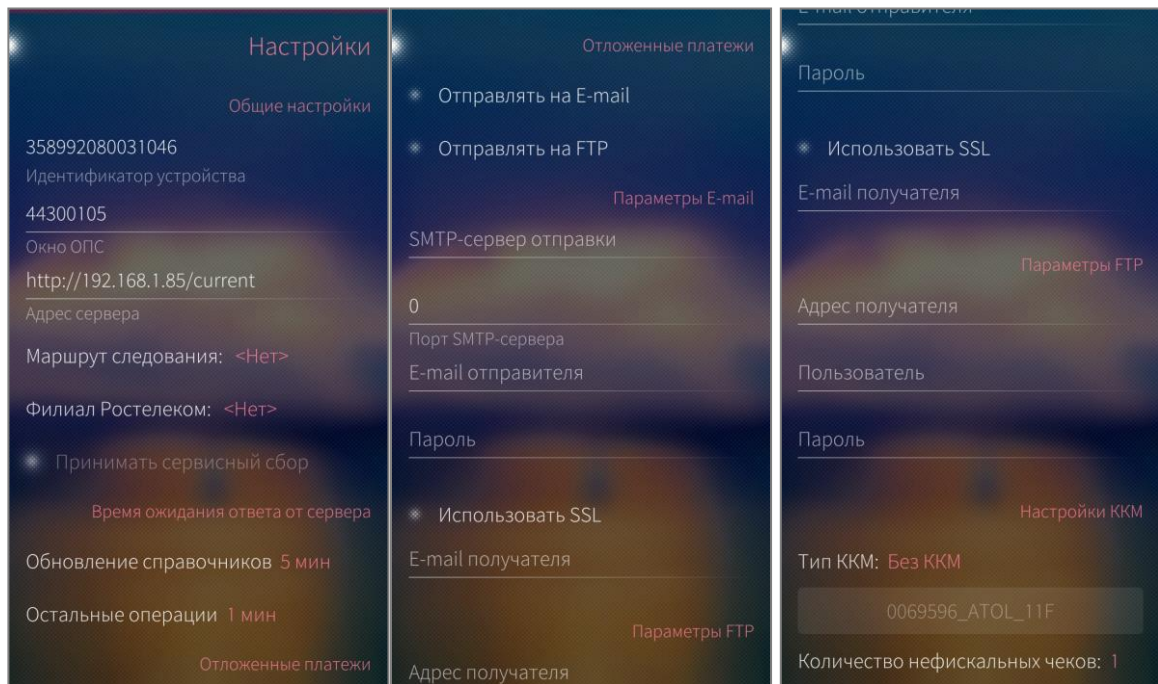 Настройки
Общие настройки
358992080031046
Идентификатор устройства
44300105
Окно ОПС
http://192.168.1.85/current
Адрес сервера
Маршрут следования: <Нет>
Филиал Ростелеком: <Нет>
Принимать сервисный сбор
Время ожидания ответа от сервера
Обновление справочников 5 мин
Остальные операции 1 мин
Отложенные платежи
Отложенные платежи
Отправлять на E-mail
Отправлять на FTP
Параметры E-mail
SMTP-сервер отправки
0
Порт SMTP-сервера
E-mail отправителя
Пароль
Использовать SSL
E-mail получателя
Параметры FTP
Адрес получателя
E-mail отправителя
Пароль
Использовать SSL
E-mail получателя
Параметры FTP
Адрес получателя
Пользователь
Пароль
Настройки ККМ
Тип ККМ: Без ККМ
0069596_ATOL_11F
Количество нефискальных чеков: 1